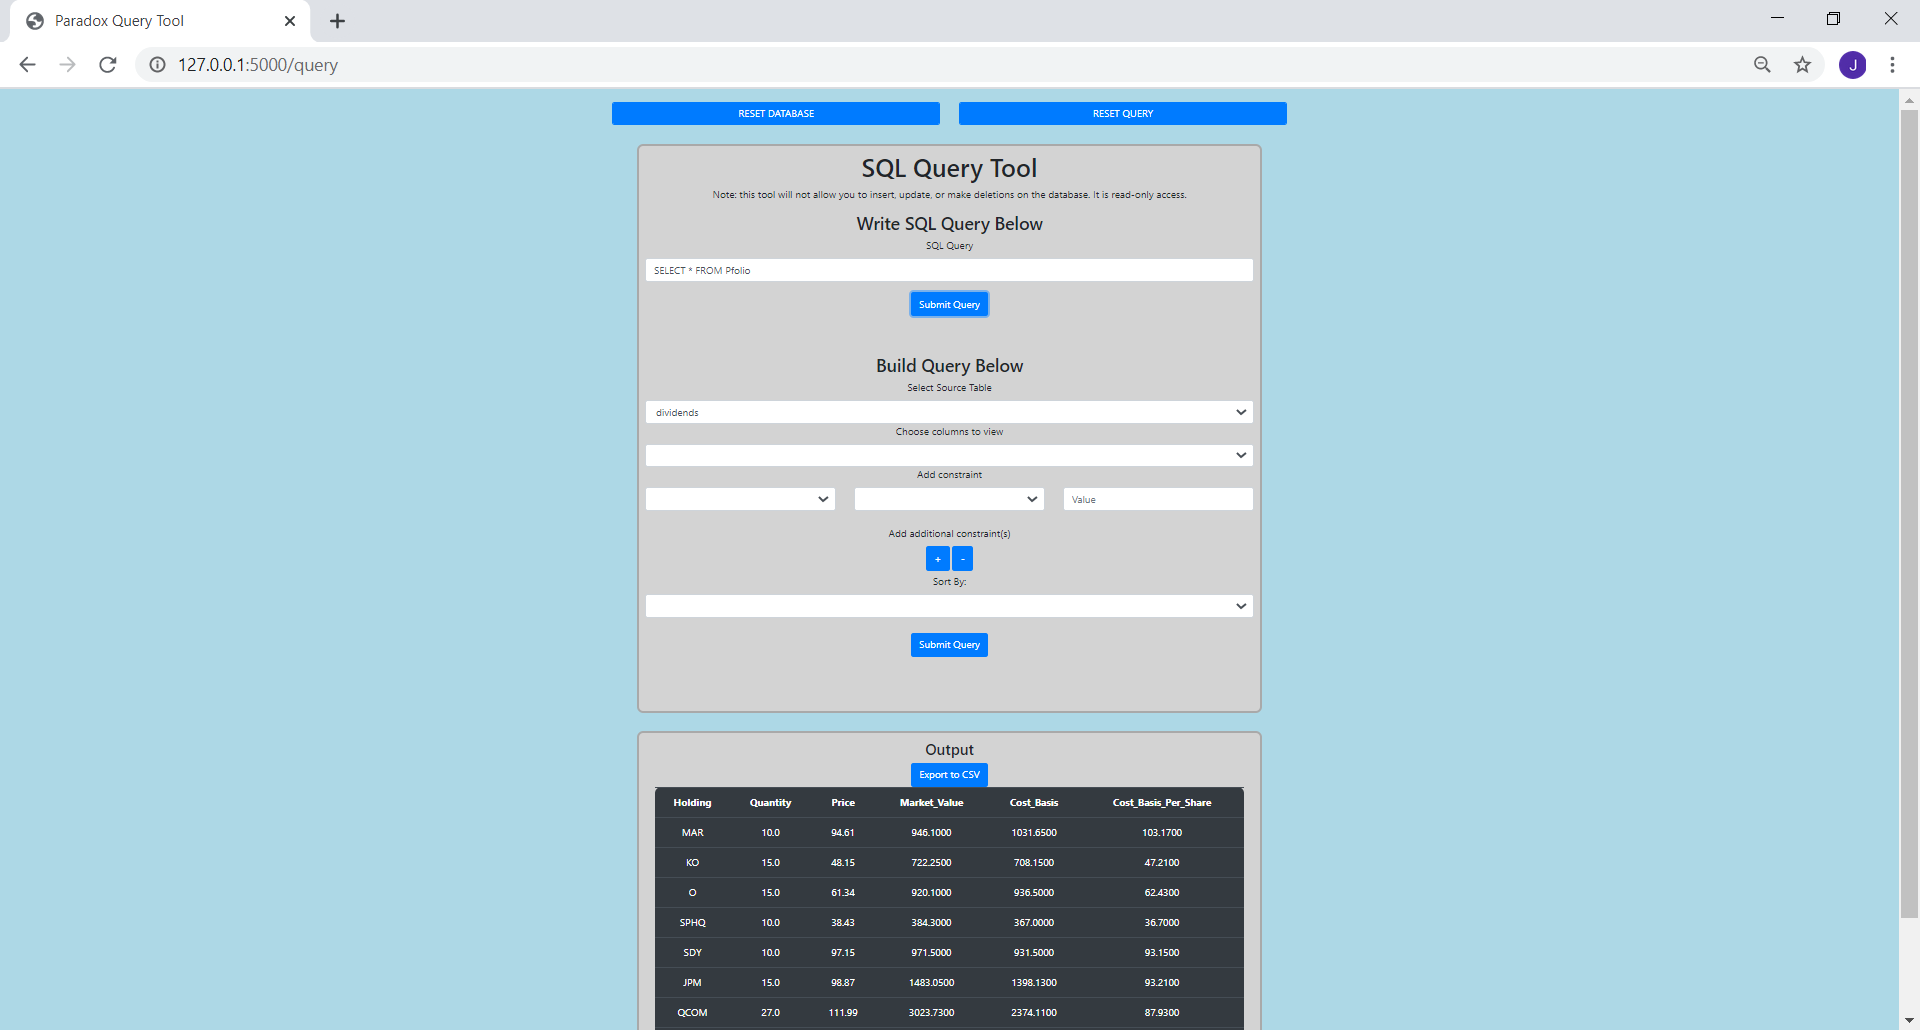 Paradox Query Tool
127.0.0.1:5000/query
J
RESET DATABASE RESET QUERY
SQL Query Tool
Note: this tool will not allow you to insert, update, or make deletions on the database. It is read-only access.
Write SQL Query Below
SQL Query
SELECT * FROM Pfolio
Submit Query
Build Query Below
Select Source Table
dividends
Choose columns to view
Add constraint
Value
Add additional constraint(s)
+ -
Sort By:
Submit Query
Output
Export to CSV
Holding Quantity Price Market_Value Cost_Basis Cost_Basis_Per_Share
MAR 10.0 94.61 946.1000 1031.6500 103.1700
KO 15.0 48.15 722.2500 708.1500 47.2100
O 15.0 61.34 920.1000 936.5000 62.4300
SPHQ 10.0 38.43 384.3000 367.0000 36.7000
SDY 10.0 97.15 971.5000 931.5000 93.1500
JPM 15.0 98.87 1483.0500 1398.1300 93.2100
QCOM 27.0 111.99 3023.7300 2374.1100 87.9300